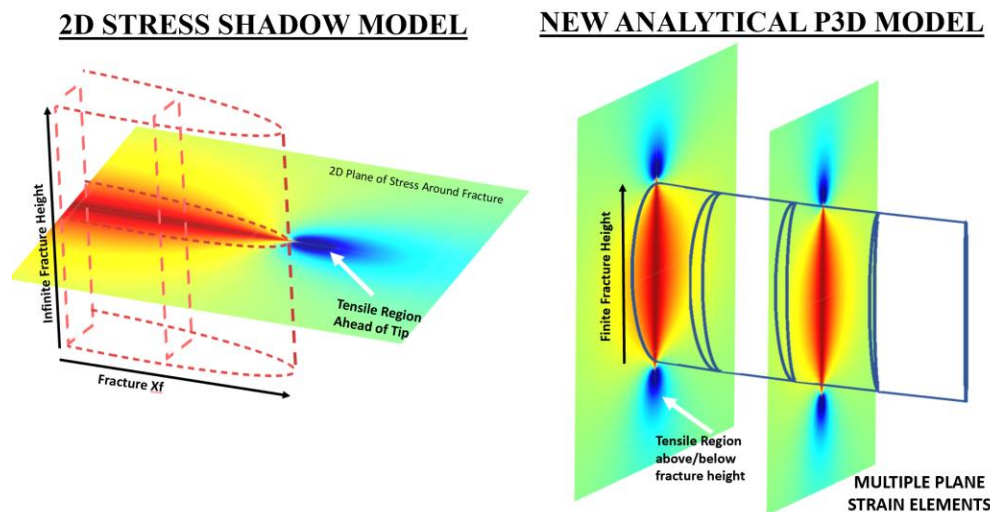 2D STRESS SHADOW MODEL
Infinite Fracture Height
2D Plane of Stress Around Fracture
Tensile Region
Ahead of Tip
Fracture Xf
NEW ANALYTICAL P3D MODEL
Finite Fracture Height
Tensile Region
above/below
fracture height
MULTIPLE PLANE
STRAIN ELEMENTS